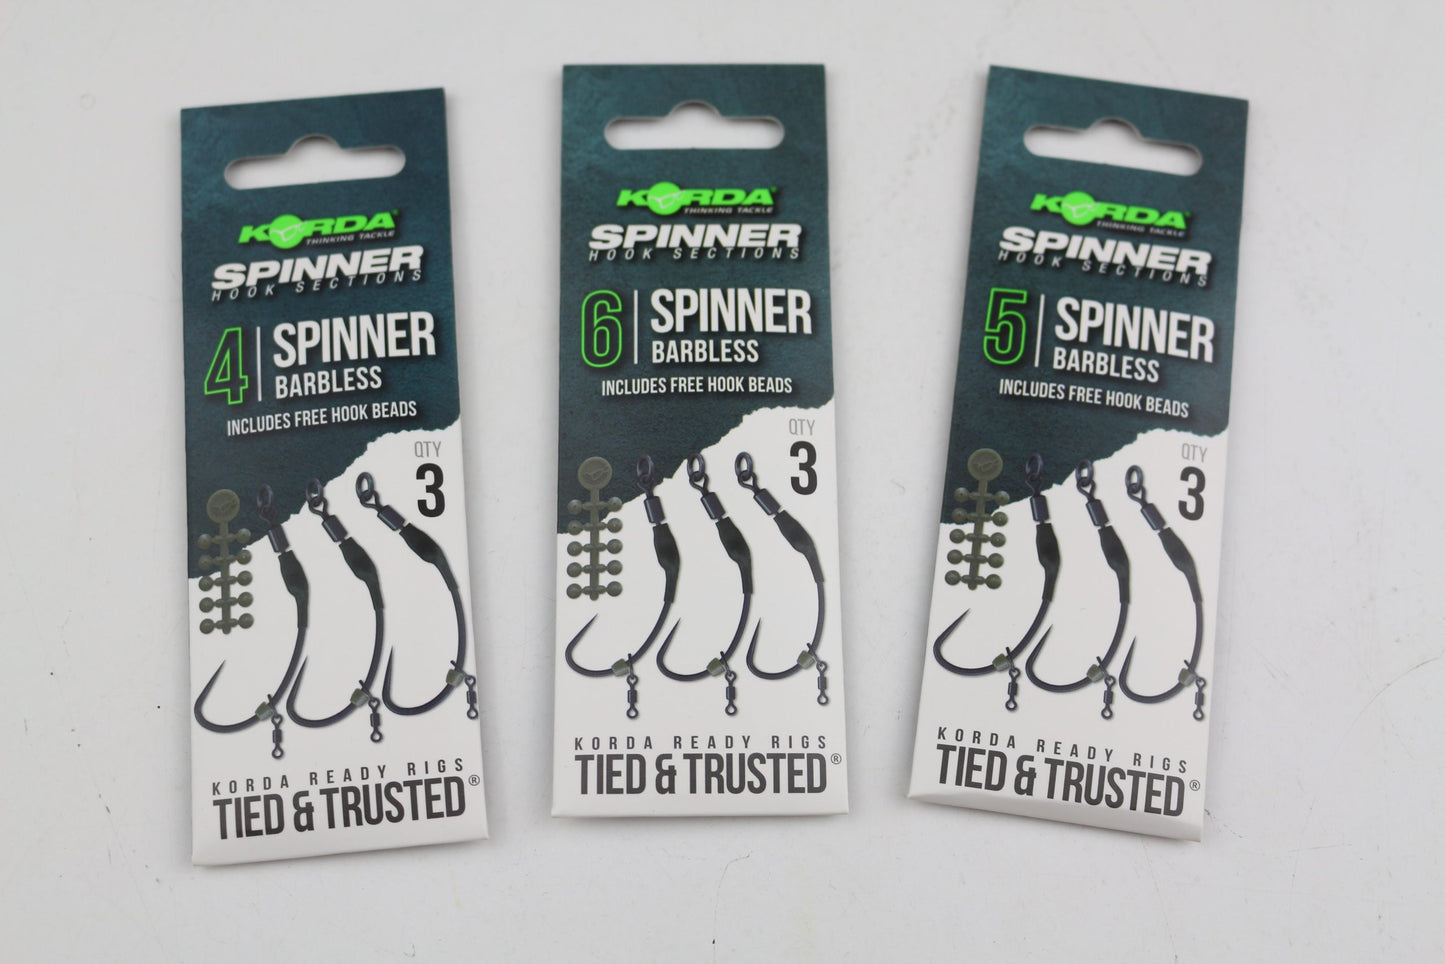 KORDA®
THINKING TACKLE
SPINNER
HOOK SECTIONS
4 SPINNER
BARBLESS
INCLUDES FREE HOOK BEADS
QTY
3
KORDA READY RIGS
TIED & TRUSTED®
KORDA®
THINKING TACKLE
SPINNER
HOOK SECTIONS
6 SPINNER
BARBLESS
INCLUDES FREE HOOK BEADS
QTY
3
KORDA READY RIGS
TIED & TRUSTED®
KORDA®
THINKING TACKLE
SPINNER
HOOK SECTIONS
5 SPINNER
BARBLESS
INCLUDES FREE HOOK BEADS
QTY
3
KORDA READY RIGS
TIED & TRUSTED®